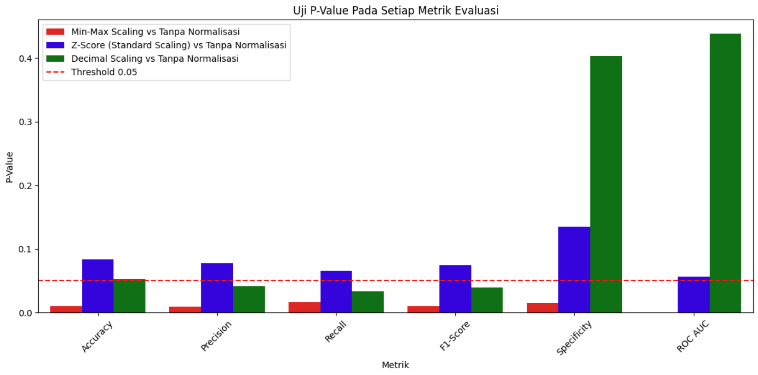 Uji P-Value Pada Setiap Metrik Evaluasi
Min-Max Scaling vs Tanpa Normalisasi
Z-Score (Standard Scaling) vs Tanpa Normalisasi
Decimal Scaling vs Tanpa Normalisasi
Threshold 0.05
P-Value
0.4
0.3
0.2
0.1
0.0
Accuracy
Precision
Recall
F1-Score
Specificity
ROC AUC
Metrik